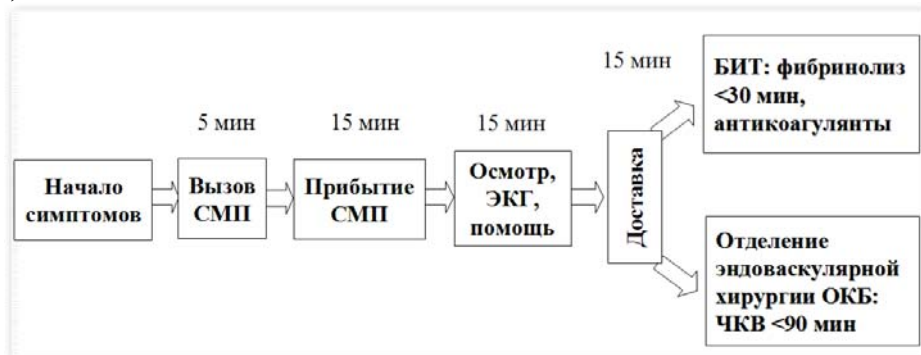 5 мин
15 мин
15 мин
15 мин
Начало
симптомов
Вызов
СМП
Прибытие
СМП
Осмотр,
ЭКГ,
помощь
Доставка
БИТ: фибринолиз
<30 мин,
антикоагулянты
Отделение
эндоваскулярной
хирургии ОКБ:
ЧКВ <90 мин